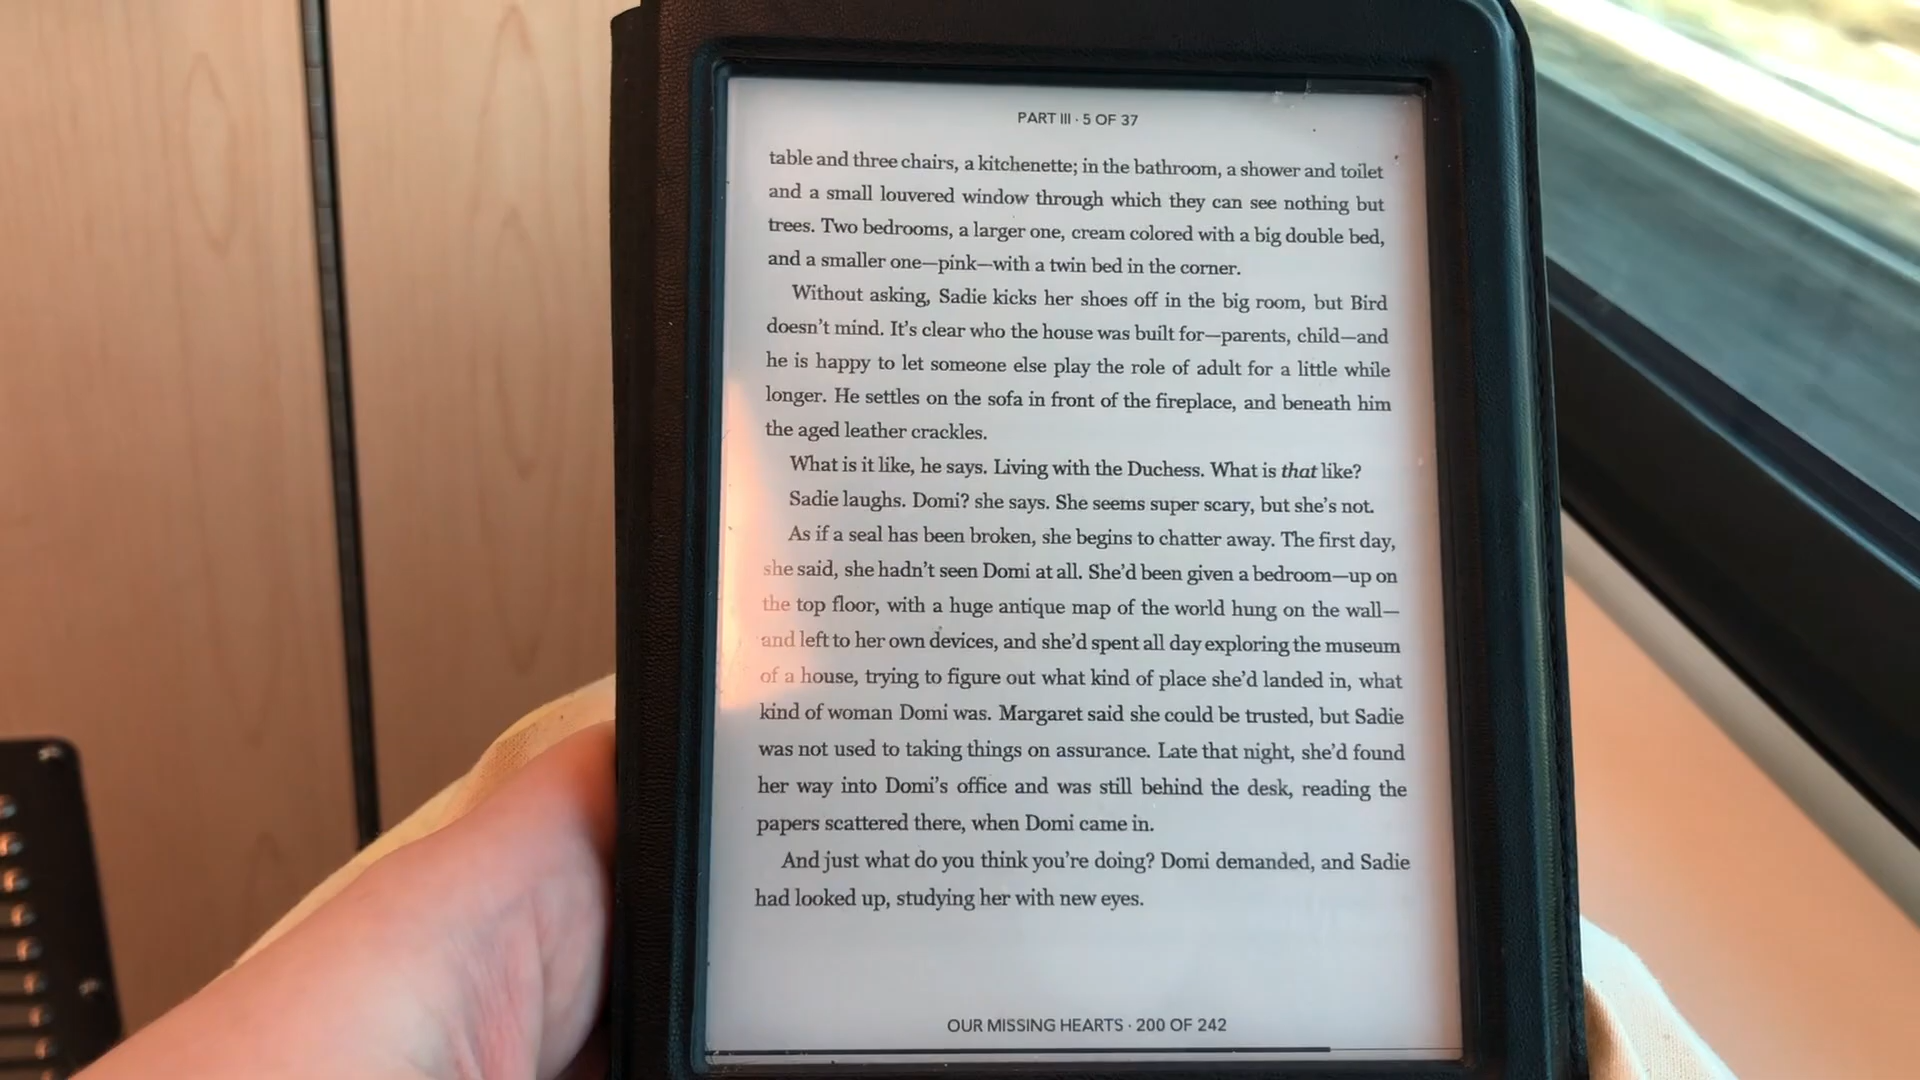 PART III · 5 OF 37
table and three chairs, a kitchenette; in the bathroom, a shower and toilet
and a small louvered window through which they can see nothing but
trees. Two bedrooms, a larger one, cream colored with a big double bed,
and a smaller one—pink—with a twin bed in the corner.
Without asking, Sadie kicks her shoes off in the big room, but Bird
doesn’t mind. It’s clear who the house was built for—parents, child—and
he is happy to let someone else play the role of adult for a little while
longer. He settles on the sofa in front of the fireplace, and beneath him
the aged leather crackles.
What is it like, he says. Living with the Duchess. What is that like?
Sadie laughs. Domi? she says. She seems super scary, but she’s not.
As if a seal has been broken, she begins to chatter away. The first day,
she said, she hadn’t seen Domi at all. She’d been given a bedroom—up on
the top floor, with a huge antique map of the world hung on the wall—
and left to her own devices, and she’d spent all day exploring the museum
of a house, trying to figure out what kind of place she’d landed in, what
kind of woman Domi was. Margaret said she could be trusted, but Sadie
was not used to taking things on assurance. Late that night, she’d found
her way into Domi’s office and was still behind the desk, reading the
papers scattered there, when Domi came in.
And just what do you think you’re doing? Domi demanded, and Sadie
had looked up, studying her with new eyes.
OUR MISSING HEARTS · 200 OF 242